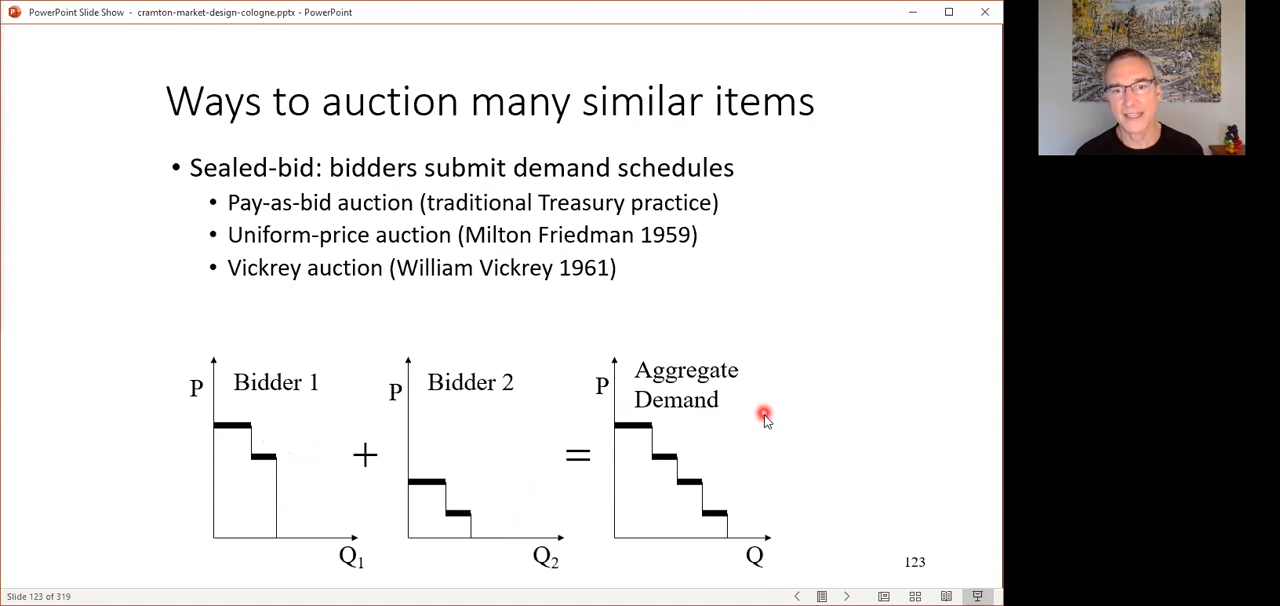 PowerPoint Slide Show - cramton-market-design-cologne.pptx - PowerPoint
Ways to auction many similar items
• Sealed-bid: bidders submit demand schedules
• Pay-as-bid auction (traditional Treasury practice)
• Uniform-price auction (Milton Friedman 1959)
• Vickrey auction (William Vickrey 1961)
P Bidder 1
P Bidder 2
P Aggregate
Demand
+ =
Q₁ Q₂ Q
123
Slide 123 of 319